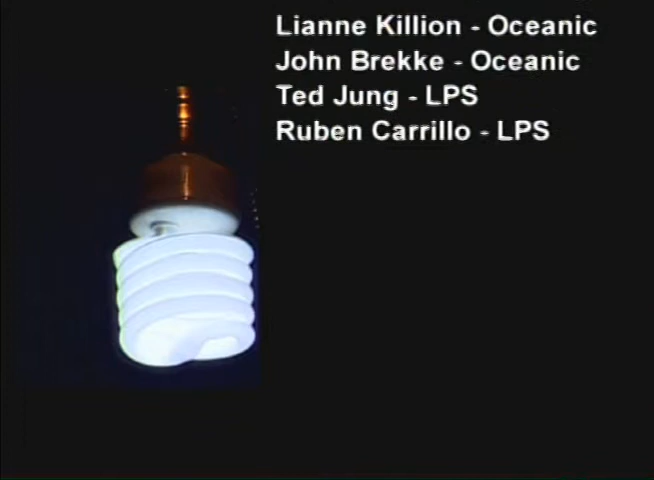 Lianne Killion - Oceanic
John Brekke - Oceanic
Ted Jung - LPS
Ruben Carrillo - LPS